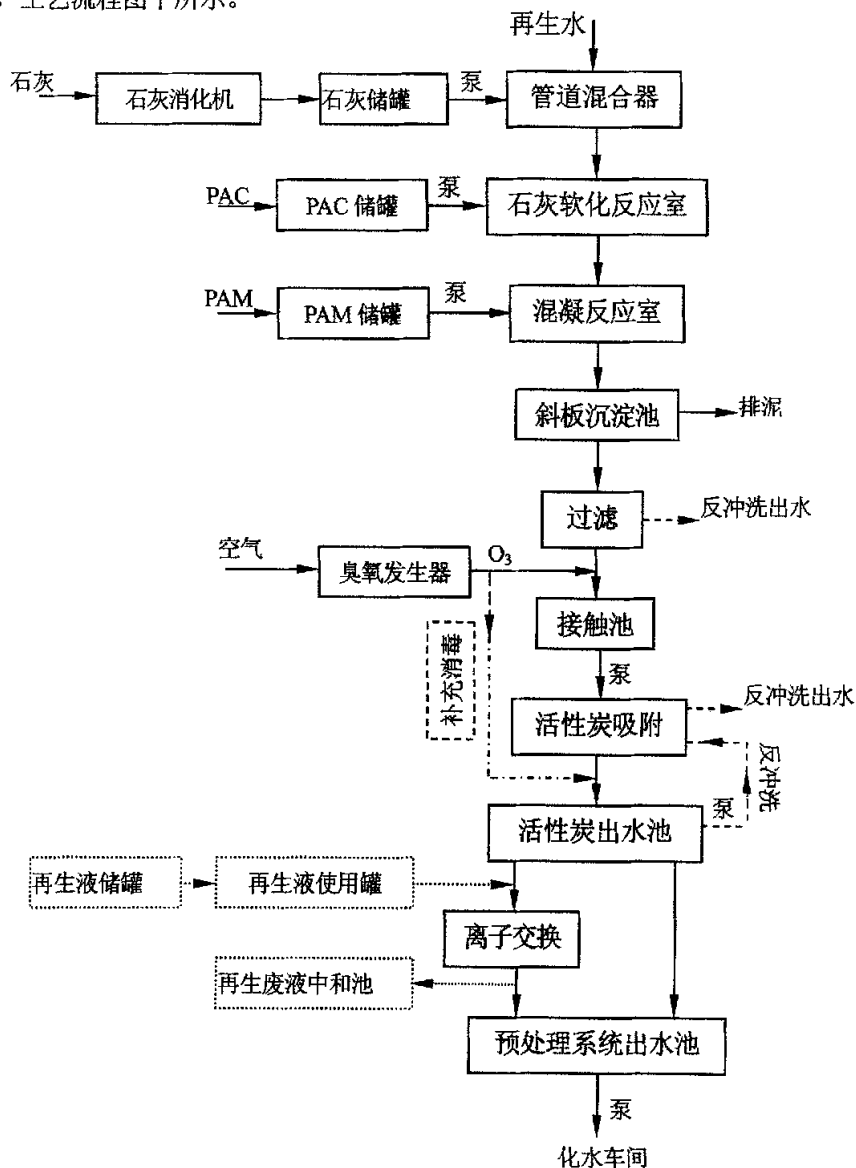 工艺流程图下所示。
再生水
石灰
石灰消化机
石灰储罐
泵
管道混合器
PAC
PAC 储罐
泵
石灰软化反应室
PAM
PAM 储罐
泵
混凝反应室
斜板沉淀池
排泥
过滤
反冲洗出水
空气
臭氧发生器
O₃
接触池
补充消毒
泵
活性炭吸附
反冲洗出水
反冲洗
泵
活性炭出水池
再生液储罐
再生液使用罐
离子交换
再生废液中和池
预处理系统出水池
泵
化水车间